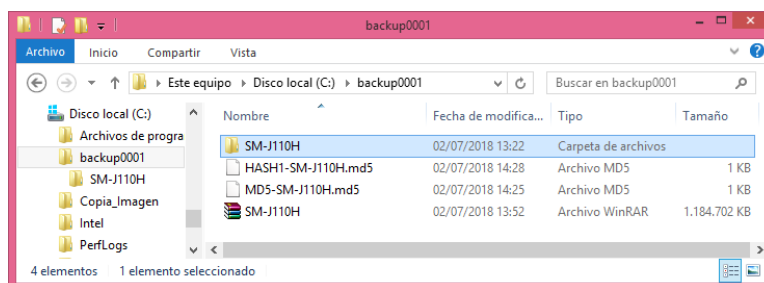 backup0001
Archivo Inicio Compartir Vista
Este equipo Disco local (C:) backup0001 Buscar en backup0001
Disco local (C:)
Archivos de progra
backup0001
SM-J110H
Copia_Imagen
Intel
PerfLogs
Nombre Fecha de modifica... Tipo Tamaño
SM-J110H 02/07/2018 13:22 Carpeta de archivos
HASH1-SM-J110H.md5 02/07/2018 14:28 Archivo MD5 1 KB
MD5-SM-J110H.md5 02/07/2018 14:25 Archivo MD5 1 KB
SM-J110H 02/07/2018 13:52 Archivo WinRAR 1.184.702 KB
4 elementos 1 elemento seleccionado